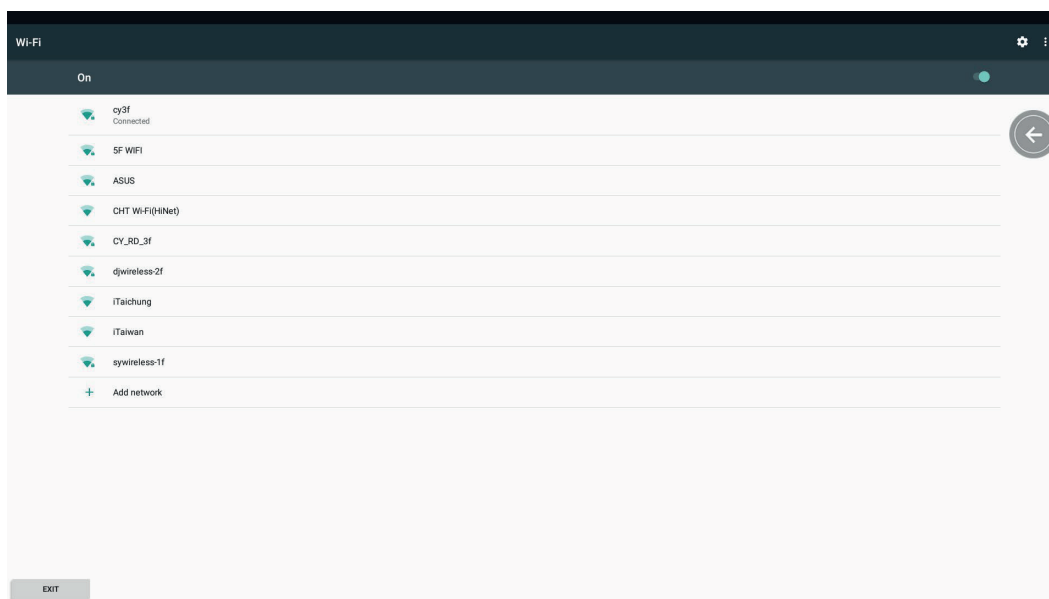 Wi-Fi
On
cy3f
Connected
5F WIFI
ASUS
CHT Wi-Fi(HiNet)
CY_RD_3f
djwireless-2f
iTaichung
iTaiwan
sywireless-1f
Add network
EXIT